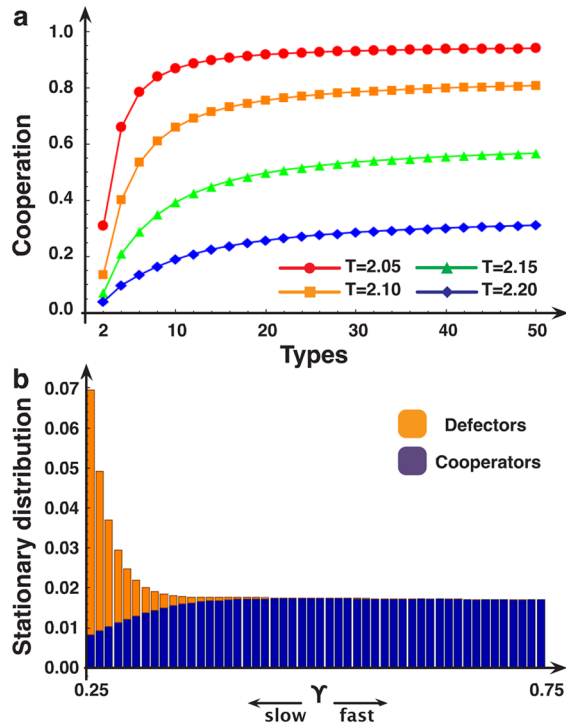 a
Cooperation
1.0
0.8
0.6
0.4
0.2
0.0
T=2.05
T=2.15
T=2.10
T=2.20
2
10
20
30
40
50
Types
b
Stationary distribution
0.07
0.06
0.05
0.04
0.03
0.02
0.01
0.00
Defectors
Cooperators
0.25
ϒ
0.75
slow
fast